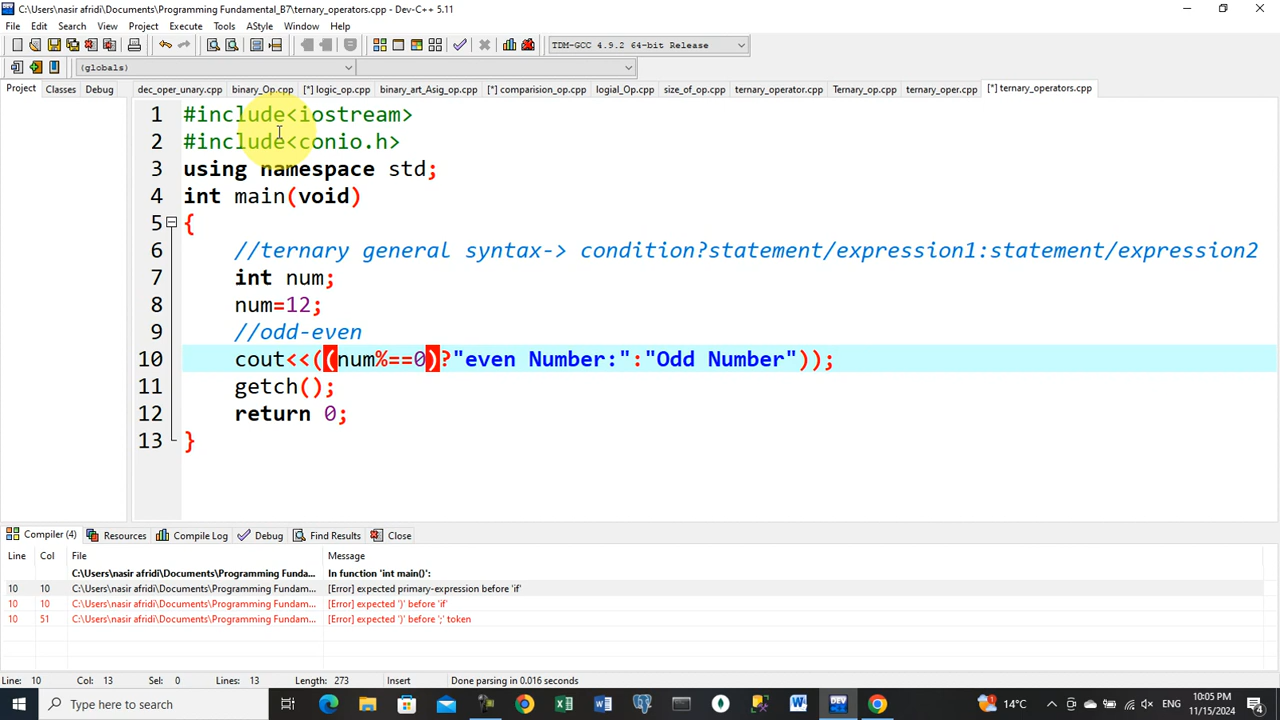 C:\Users\nasir afridi\Documents\Programming Fundamental_B7\ternary_operators.cpp - Dev-C++ 5.11
File Edit Search View Project Execute Tools AStyle Window Help
TDM-GCC 4.9.2 64-bit Release
(globals)
Project Classes Debug
dec_oper_unary.cpp binary_Op.cpp [*] logic_op.cpp binary_art_Asig_op.cpp [*] comparision_op.cpp logial_Op.cpp size_of_op.cpp ternary_operator.cpp Ternary_op.cpp ternary_oper.cpp [*] ternary_operators.cpp
1 #include<iostream>
2 #include<conio.h>
3 using namespace std;
4 int main(void)
5 {
6 //ternary general syntax-> condition?statement/expression1:statement/expression2
7 int num;
8 num=12;
9 //odd-even
10 cout<<((num%==0)?"even Number:":"Odd Number"));
11 getch();
12 return 0;
13 }
Compiler (4) Resources Compile Log Debug Find Results Close
Line Col File Message
C:\Users\nasir afridi\Documents\Programming Funda... In function 'int main()':
10 10 C:\Users\nasir afridi\Documents\Programming Fundam... [Error] expected primary-expression before 'if'
10 10 C:\Users\nasir afridi\Documents\Programming Fundam... [Error] expected ')' before 'if'
10 51 C:\Users\nasir afridi\Documents\Programming Fundam... [Error] expected ')' before ';' token
Line: 10 Col: 13 Sel: 0 Lines: 13 Length: 273 Insert Done parsing in 0.016 seconds
Type here to search
14°C ENG 10:05 PM 11/15/2024 4